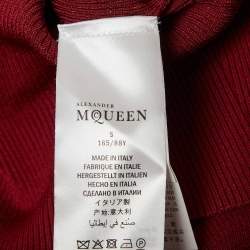 ALEXANDER
McQUEEN
S
165/88Y
MADE IN ITALY
FABRIQUE EN ITALIE
HERGESTELLT IN ITALIEN
HECHO EN ITALIA
СДЕЛАНО В ИТАЛИИ
イタリア製
产地：意大利
صنع في إيطاليا